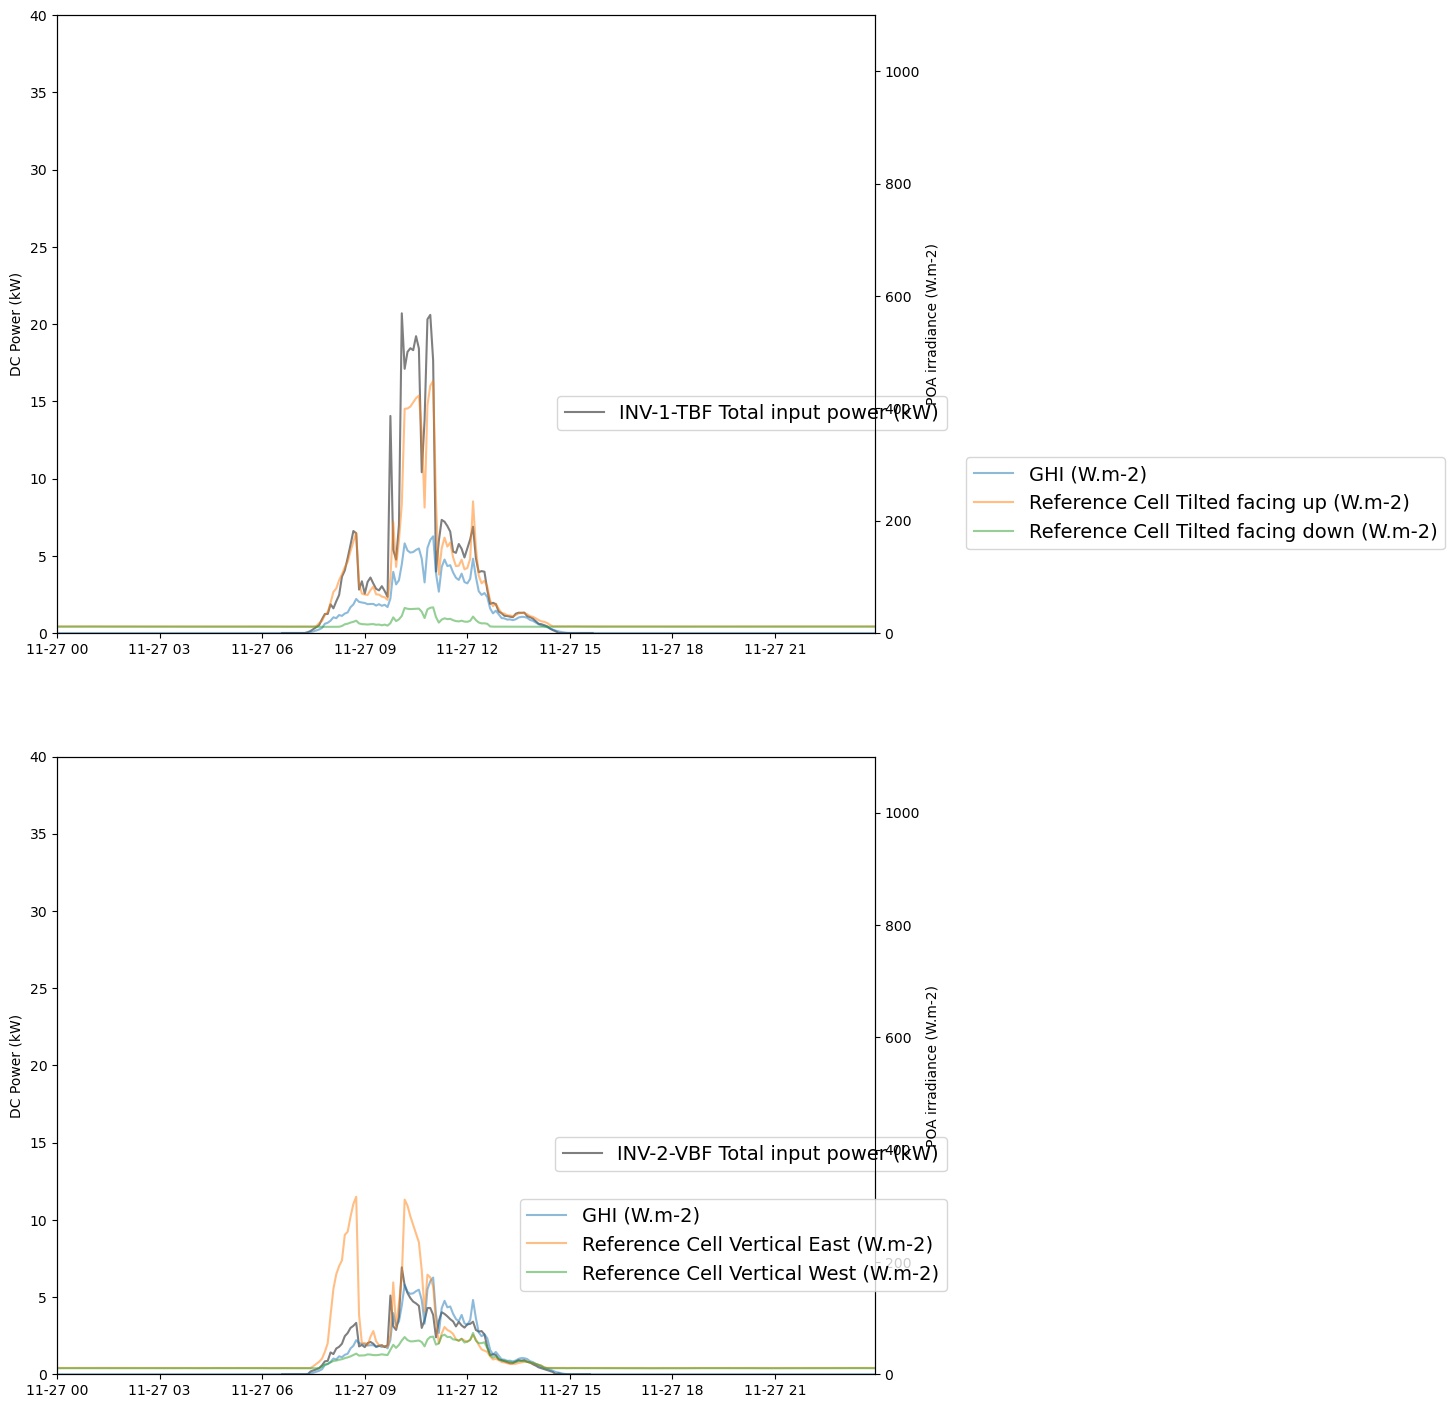 40
35
30
25
20
15
10
5
0
DC Power (kW)
1000
800
600
400
200
0
POA irradiance (W.m-2)
INV-1-TBF Total input power (kW)
GHI (W.m-2)
Reference Cell Tilted facing up (W.m-2)
Reference Cell Tilted facing down (W.m-2)
11-27 00 11-27 03 11-27 06 11-27 09 11-27 12 11-27 15 11-27 18 11-27 21
40
35
30
25
20
15
10
5
0
DC Power (kW)
1000
800
600
400
200
0
POA irradiance (W.m-2)
INV-2-VBF Total input power (kW)
GHI (W.m-2)
Reference Cell Vertical East (W.m-2)
Reference Cell Vertical West (W.m-2)
11-27 00 11-27 03 11-27 06 11-27 09 11-27 12 11-27 15 11-27 18 11-27 21